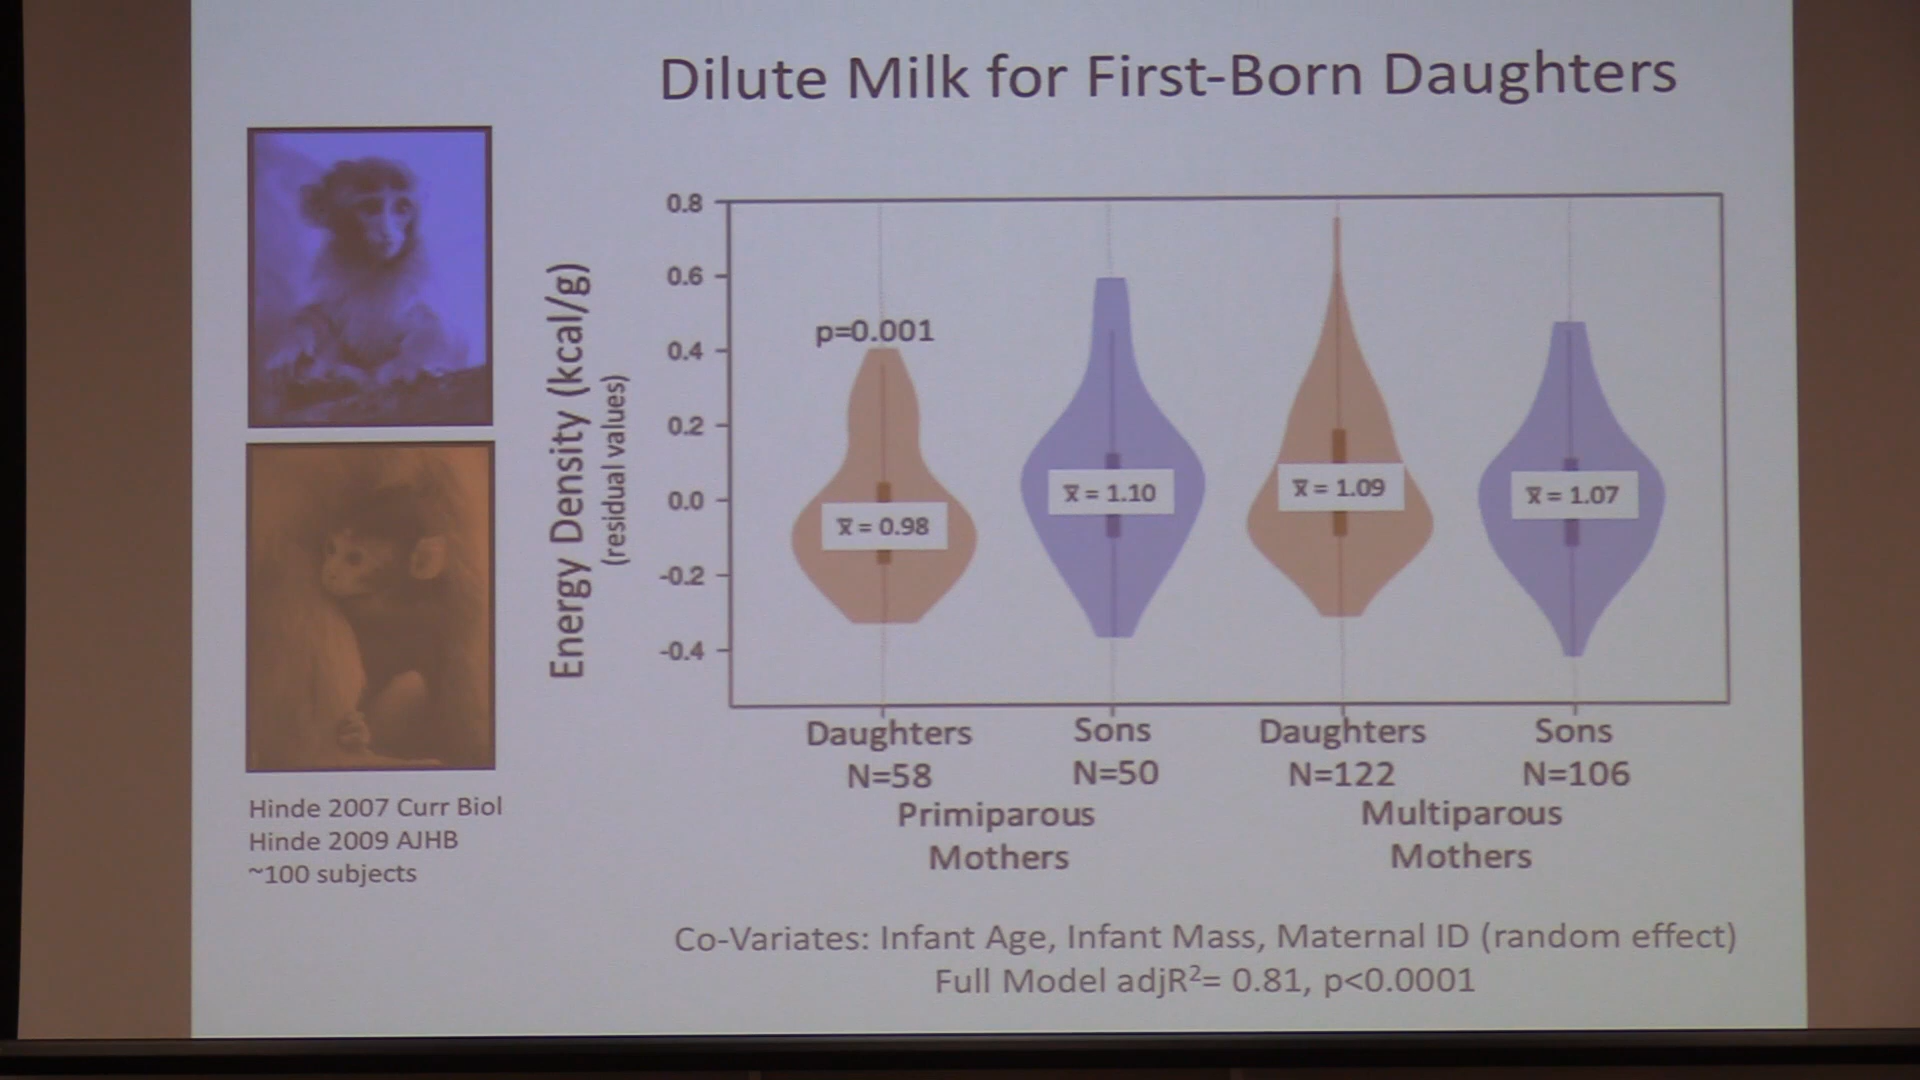 Dilute Milk for First-Born Daughters
Energy Density (kcal/g)
(residual values)
0.8
0.6
0.4
0.2
0.0
-0.2
-0.4
p=0.001
x̅ = 0.98
x̅ = 1.10
x̅ = 1.09
x̅ = 1.07
Daughters Sons Daughters Sons
N=58 N=50 N=122 N=106
Primiparous Multiparous
Mothers Mothers
Hinde 2007 Curr Biol
Hinde 2009 AJHB
~100 subjects
Co-Variates: Infant Age, Infant Mass, Maternal ID (random effect)
Full Model adjR²= 0.81, p<0.0001